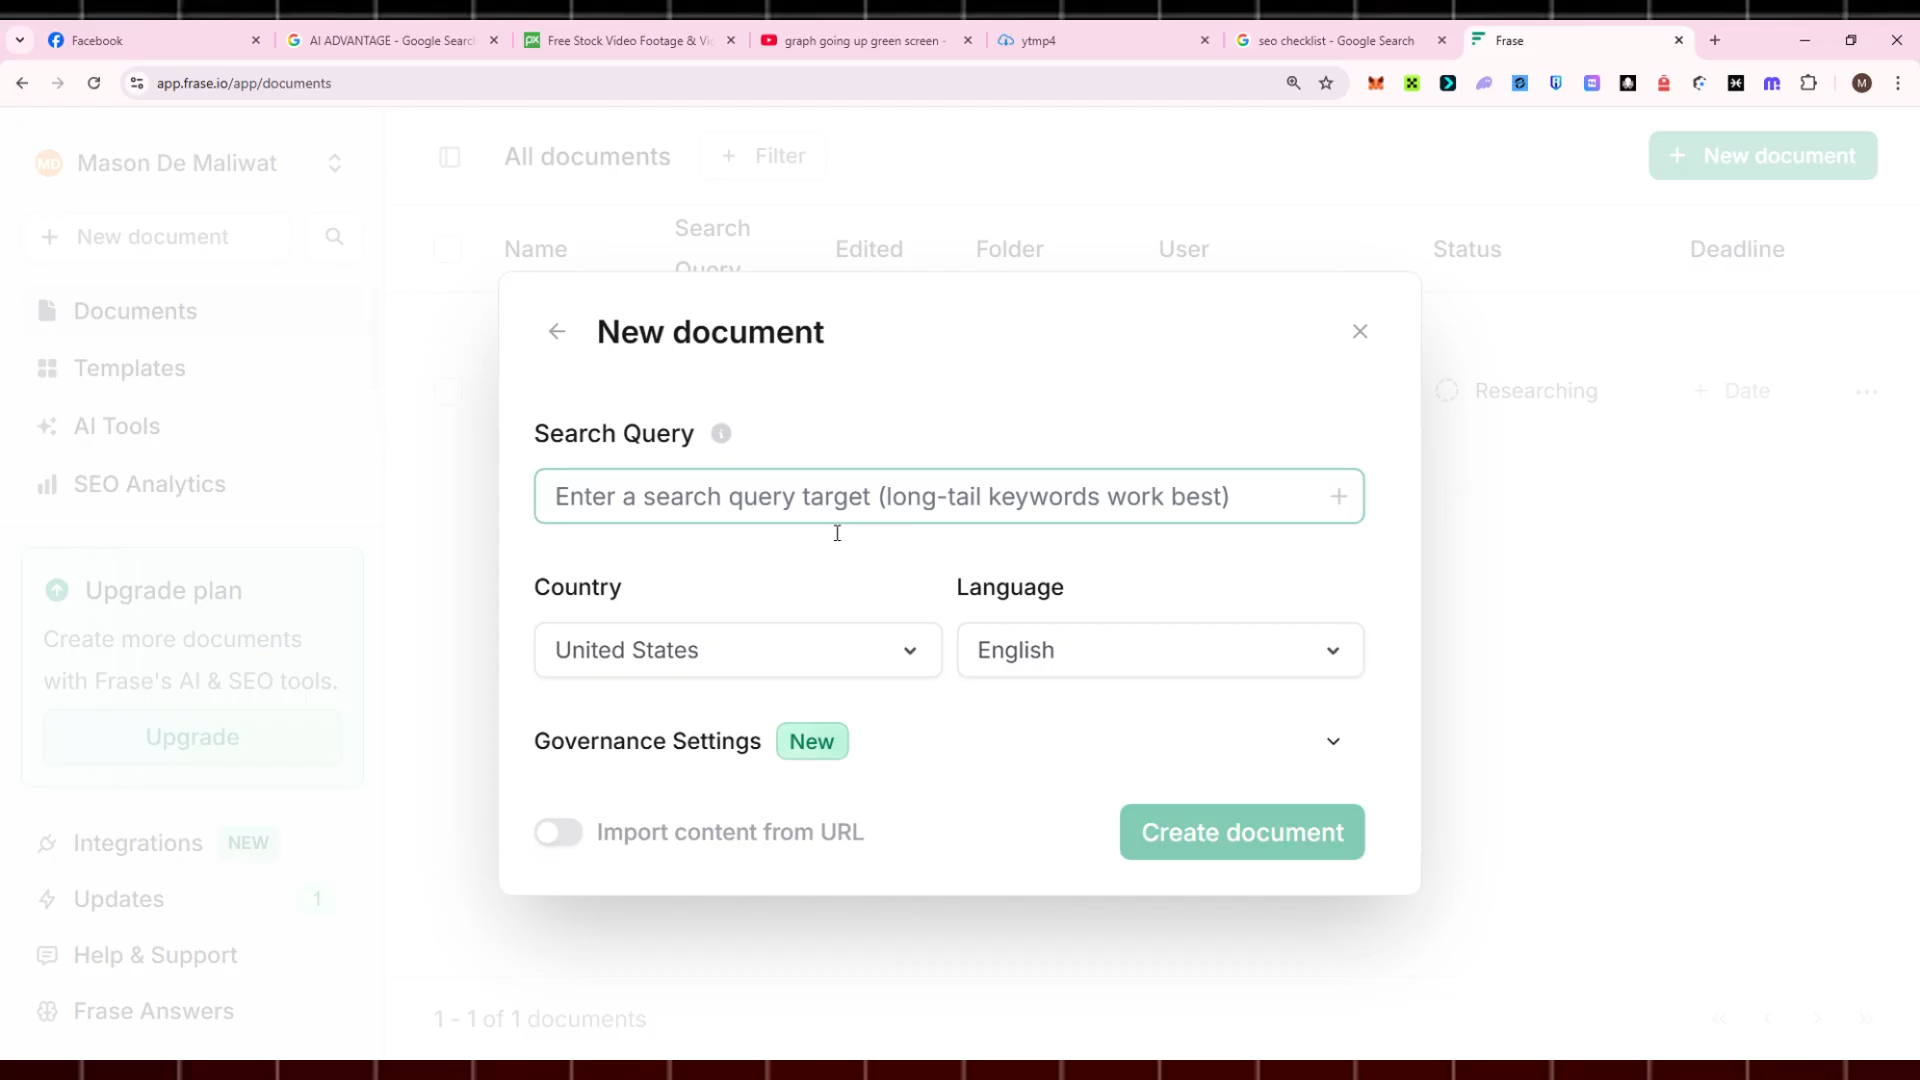 Facebook
AI ADVANTAGE - Google Searc
Free Stock Video Footage & Vi
graph going up green screen -
ytmp4
seo checklist - Google Search
Frase
app.frase.io/app/documents
M
MD
Mason De Maliwat
All documents
+ Filter
+ New document
+ New document
Name
Search
Query
Edited
Folder
User
Status
Deadline
Documents
Templates
AI Tools
SEO Analytics
Researching
+ Date
New document
Search Query
Enter a search query target (long-tail keywords work best)
Country
Language
United States
English
Governance Settings
New
Import content from URL
Create document
Upgrade plan
Create more documents
with Frase's AI & SEO tools.
Upgrade
Integrations
NEW
Updates
1
Help & Support
Frase Answers
1 - 1 of 1 documents